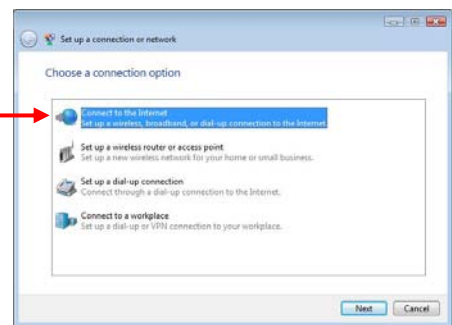 Set up a connection or network
Choose a connection option
Connect to the Internet
Set up a wireless, broadband, or dial-up connection to the Internet.
Set up a wireless router or access point
Set up a new wireless network for your home or small business.
Set up a dial-up connection
Connect through a dial-up connection to the Internet.
Connect to a workplace
Set up a dial-up or VPN connection to your workplace.
Next Cancel